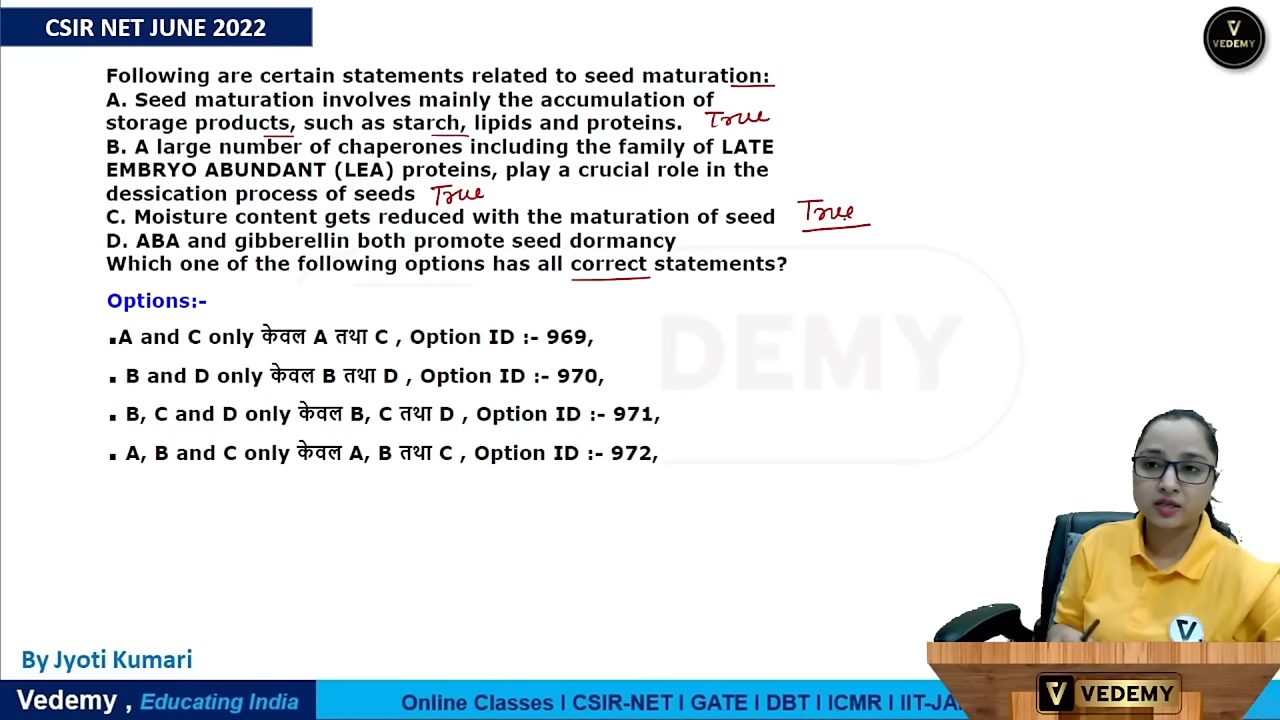 CSIR NET JUNE 2022
V
VEDEMY
Following are certain statements related to seed maturation:
A. Seed maturation involves mainly the accumulation of
storage products, such as starch, lipids and proteins. True
B. A large number of chaperones including the family of LATE
EMBRYO ABUNDANT (LEA) proteins, play a crucial role in the
dessication process of seeds True
C. Moisture content gets reduced with the maturation of seed True
D. ABA and gibberellin both promote seed dormancy
Which one of the following options has all correct statements?
Options:-
DEMY
.A and C only केवल A तथा C , Option ID :- 969,
. B and D only केवल B तथा D , Option ID :- 970,
. B, C and D only केवल B, C तथा D , Option ID :- 971,
. A, B and C only केवल A, B तथा C , Option ID :- 972,
V
By Jyoti Kumari
V VEDEMY
Vedemy , Educating India
Online Classes I CSIR-NET I GATE I DBT I ICMR I IIT-JA